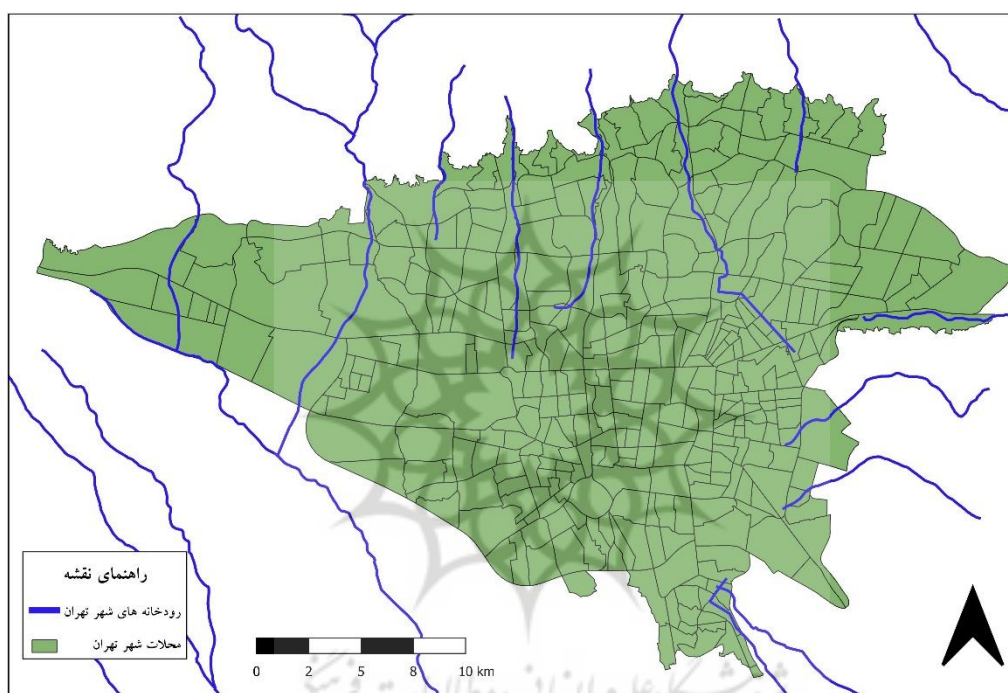 راهنمای نقشه
رودخانه های شهر تهران
محلات شهر تهران
0 2 5 8 10 km